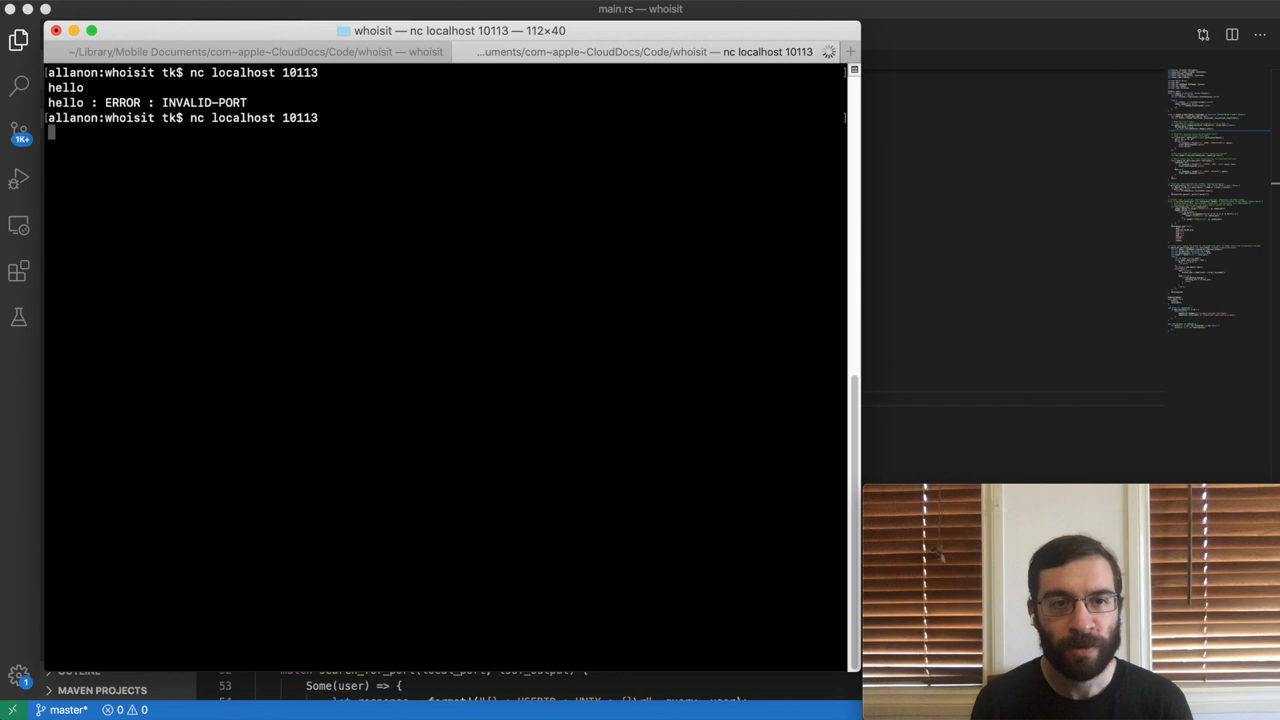 main.rs — whoisit
whoisit — nc localhost 10113 — 112×40
~/Library/Mobile Documents/com~apple~CloudDocs/Code/whoisit — whoisit
...uments/com~apple~CloudDocs/Code/whoisit — nc localhost 10113
[allanon:whoisit tk$ nc localhost 10113 ]
hello
hello : ERROR : INVALID-PORT
[allanon:whoisit tk$ nc localhost 10113 ]
1K+
MAVEN PROJECTS
53 Some(user) => {
1
master* 0 0